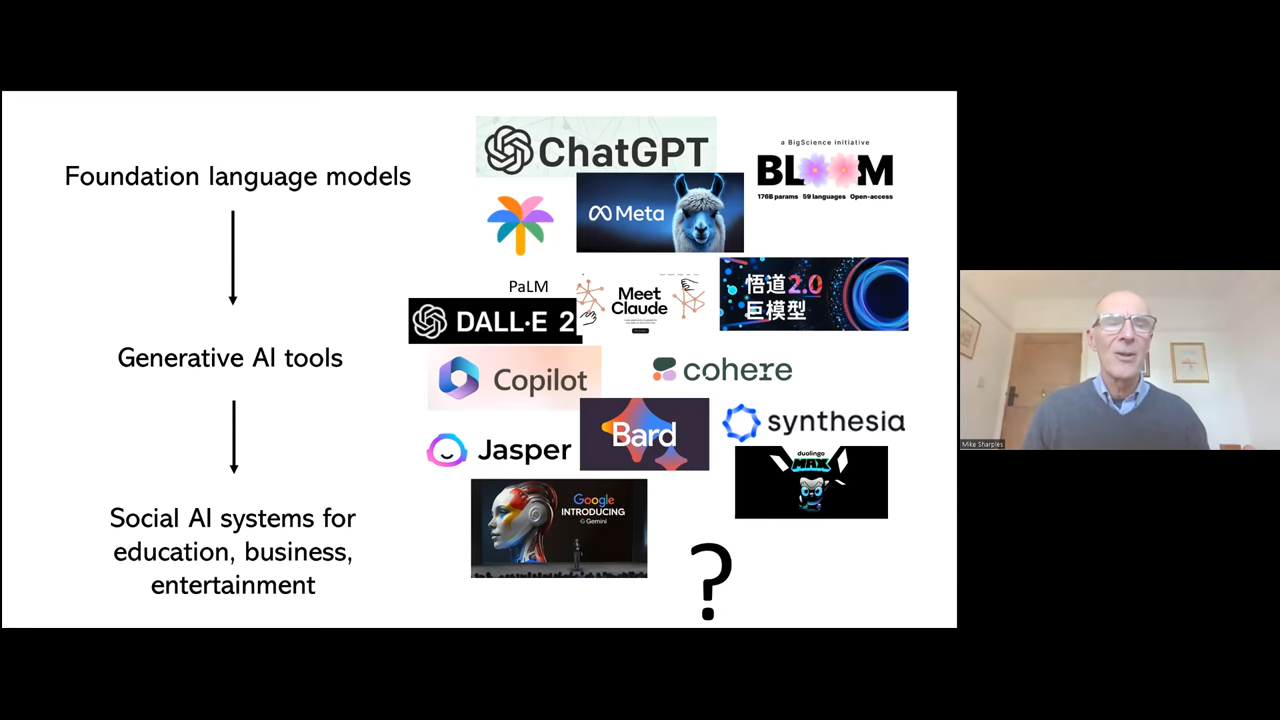 Foundation language models
Generative AI tools
Social AI systems for
education, business,
entertainment
ChatGPT
a BigScience initiative
BLOOM
176B params 59 languages Open-access
Meta
PaLM
Meet
Claude
悟道2.0
巨模型
DALL·E 2
Copilot
cohere
Jasper
Bard
synthesia
duolingo
MAX
Google
INTRODUCING
Gemini
?
Mike Sharples